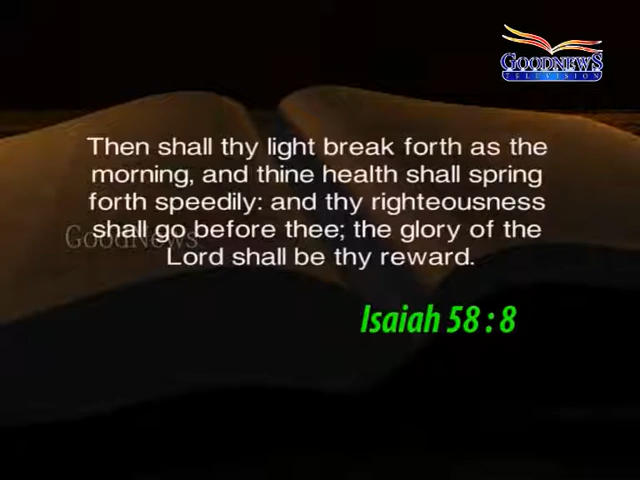 GOODNEWS
TELEVISION
Then shall thy light break forth as the
morning, and thine health shall spring
forth speedily: and thy righteousness
shall go before thee; the glory of the
GoodNews
Lord shall be thy reward.
Isaiah 58 : 8